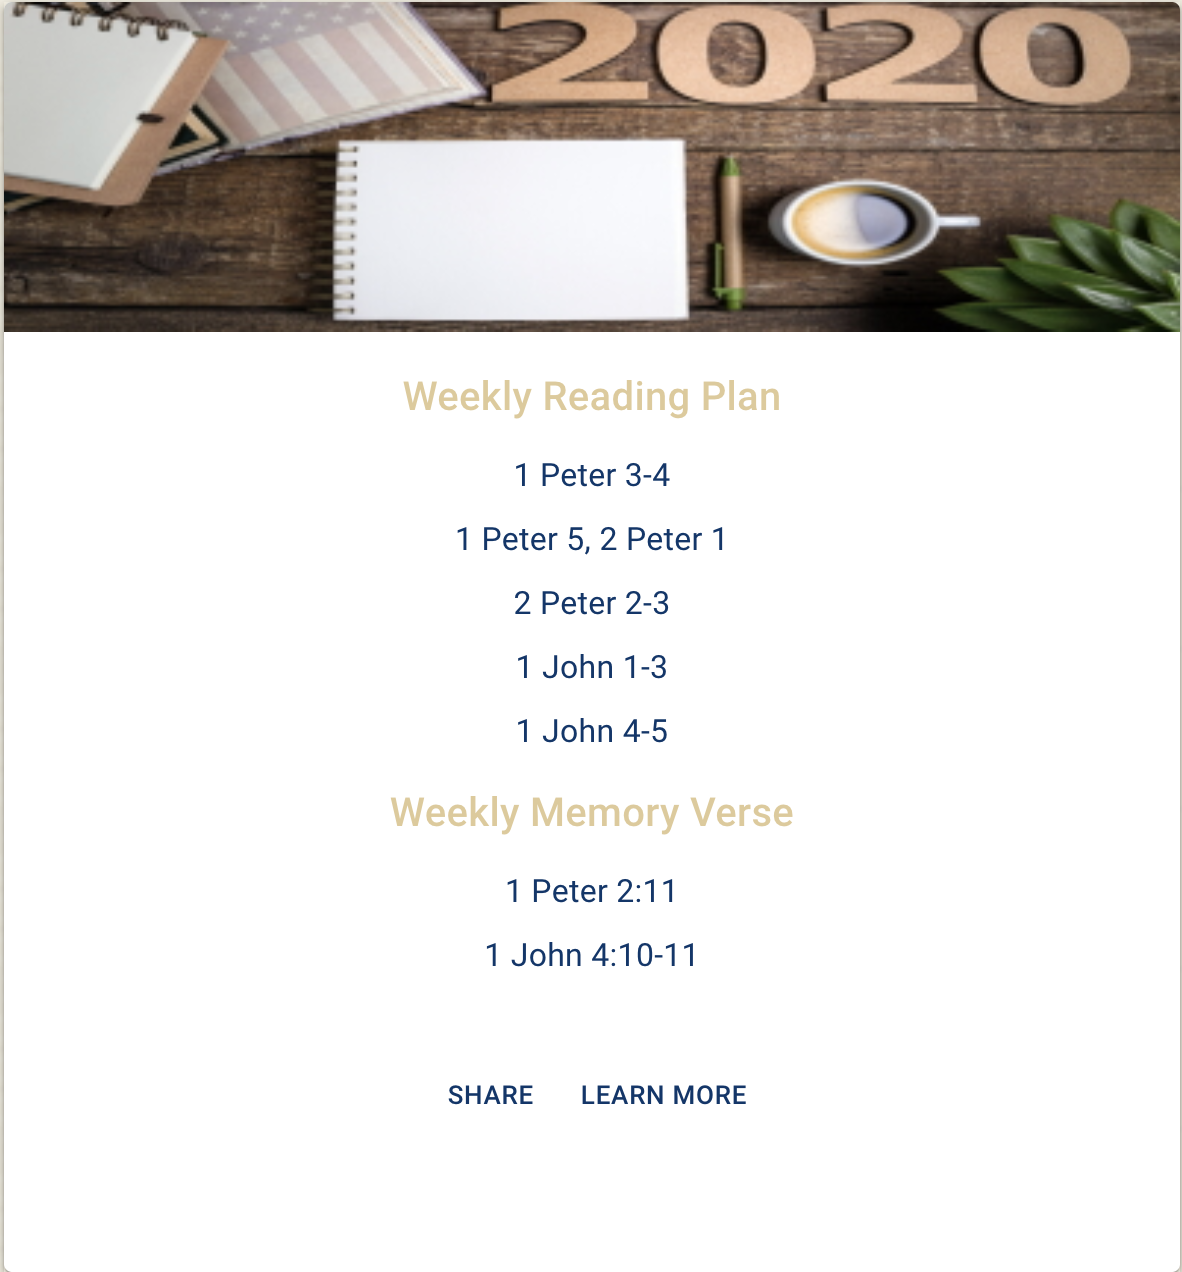 2020
Weekly Reading Plan
1 Peter 3-4
1 Peter 5, 2 Peter 1
2 Peter 2-3
1 John 1-3
1 John 4-5
Weekly Memory Verse
1 Peter 2:11
1 John 4:10-11
SHARE LEARN MORE